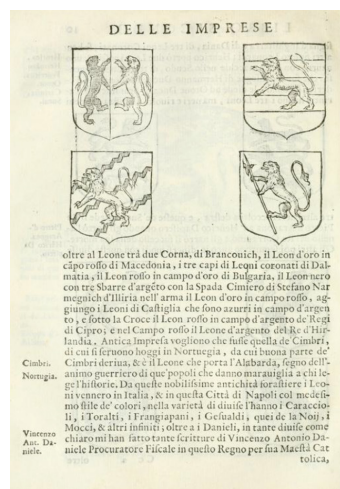 DELLE IMPRESE
oltre al Leone trà due Corna, di Brancouich, il Leon d'oro in
cãpo rosso di Macedonia, i tre capi di Leoni coronati di Dal-
matia, il Leon rosso in campo d'oro di Bulgaria, il Leon nero
con tre Sbarre d'argẽto con la Spada Cimiero di Stefano Nar
megnich d'Illiria nell'arma il Leon d'oro in campo rosso, ag-
giungo i Leoni di Castiglia che sono azurri in campo d'argen
to, e sotto la Croce il Leon rosso in campo d'argento de'Regi
di Cipro; e nel Campo rosso il Leone d'argento del Re d'Hir-
landia. Antica Impresa vogliono che fusse quella de'Cimbri,
di cui si seruono hoggi in Nortuegia, da cui buona parte de'
Cimbri deriua, & è il Leone che porta l'Alabarda, segno dell'-
animo guerriero di que'popoli che danno marauiglia a chi le-
ge l'historie. Da queste nobilissime antichità forastiere i Leo-
ni vennero in Italia, & in questa Città di Napoli col medesi-
mo stile de' colori, nella varietà di diuise l'hanno i Caraccio-
li, i Toralti, i Frangipani, i Gesualdi, quei de la Noij, i
Mocci, & altri infiniti; oltre a i Danieli, in tante diuise come
chiaro mi han fatto tante scritture di Vincenzo Antonio Da-
niele Procuratore Fiscale in questo Regno per sua Maestà Cat
tolica,
Cimbri.
Nortugia.
Vincenzo
Ant. Da-
niele.